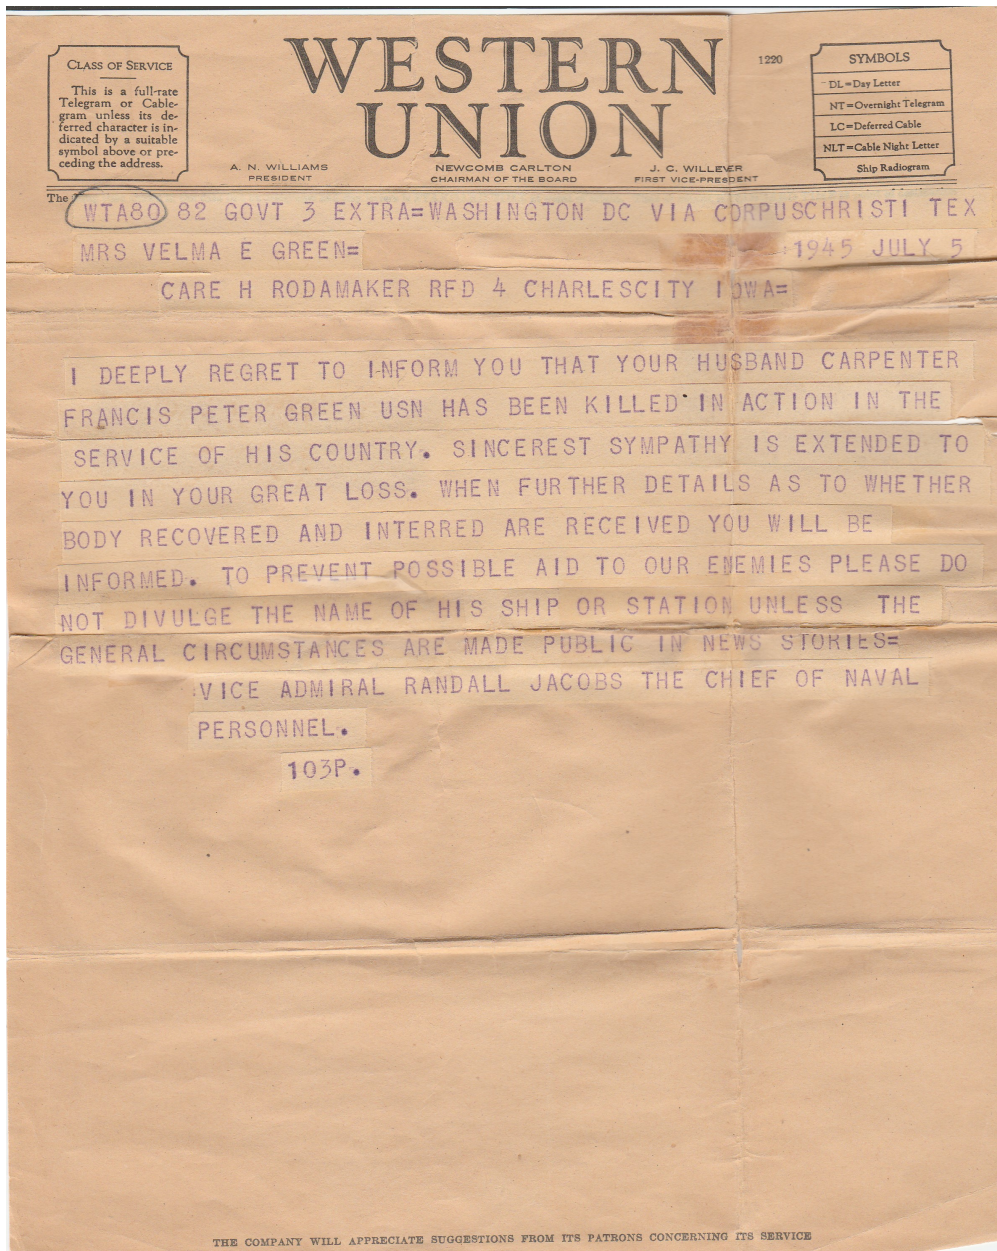 CLASS OF SERVICE
This is a full-rate
Telegram or Cable-
gram unless its de-
ferred character is in-
dicated by a suitable
symbol above or pre-
ceding the address.
WESTERN
UNION
1220
SYMBOLS
DL=Day Letter
NT=Overnight Telegram
LC=Deferred Cable
NLT=Cable Night Letter
Ship Radiogram
A. N. WILLIAMS
PRESIDENT
NEWCOMB CARLTON
CHAIRMAN OF THE BOARD
J. C. WILLEVER
FIRST VICE-PRESIDENT
The
WTA80 82 GOVT 3 EXTRA=WASHINGTON DC VIA CORPUSCHRISTI TEX
MRS VELMA E GREEN=
1945 JULY 5
CARE H RODAMAKER RFD 4 CHARLESCITY IOWA=
I DEEPLY REGRET TO INFORM YOU THAT YOUR HUSBAND CARPENTER
FRANCIS PETER GREEN USN HAS BEEN KILLED IN ACTION IN THE
SERVICE OF HIS COUNTRY. SINCEREST SYMPATHY IS EXTENDED TO
YOU IN YOUR GREAT LOSS. WHEN FURTHER DETAILS AS TO WHETHER
BODY RECOVERED AND INTERRED ARE RECEIVED YOU WILL BE
INFORMED. TO PREVENT POSSIBLE AID TO OUR ENEMIES PLEASE DO
NOT DIVULGE THE NAME OF HIS SHIP OR STATION UNLESS THE
GENERAL CIRCUMSTANCES ARE MADE PUBLIC IN NEWS STORIES=
VICE ADMIRAL RANDALL JACOBS THE CHIEF OF NAVAL
PERSONNEL.
103P.
THE COMPANY WILL APPRECIATE SUGGESTIONS FROM ITS PATRONS CONCERNING ITS SERVICE